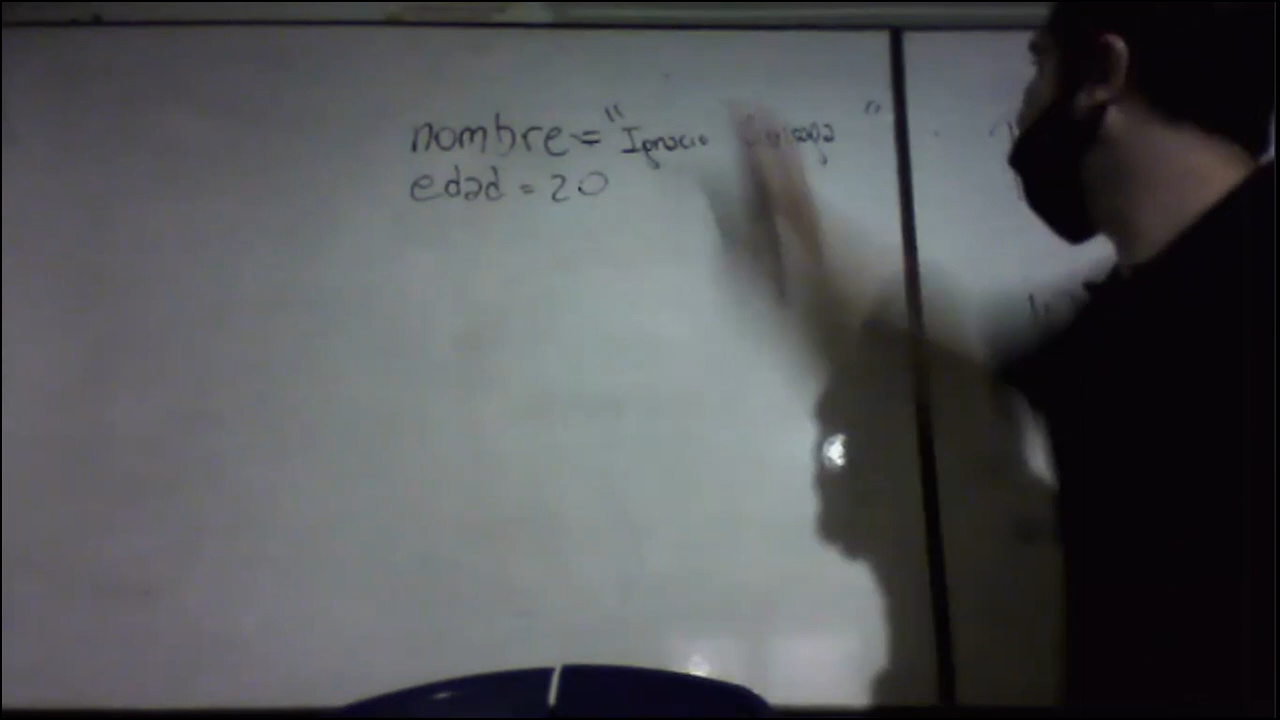 nombre = "Ignacio "
edad = 20